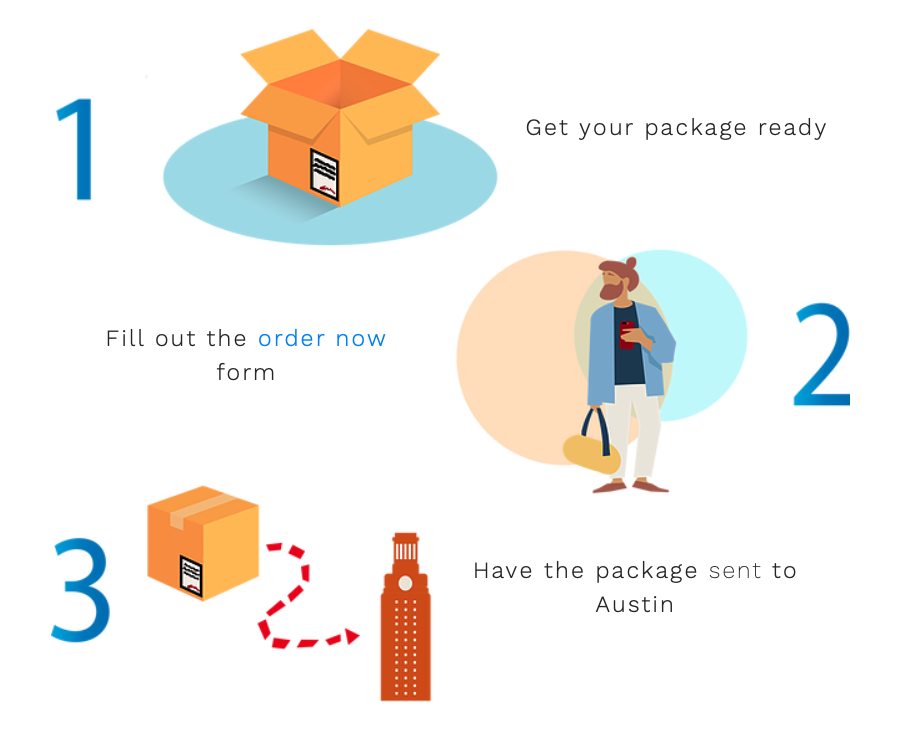 1
Get your package ready
Fill out the order now
form
2
3
Have the package sent to
Austin